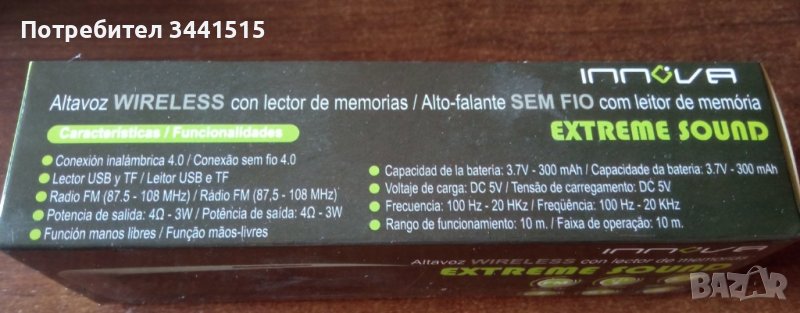 Потребител 3441515
INNOVA
Altavoz WIRELESS con lector de memorias / Alto-falante SEM FIO com leitor de memória
Características / Funcionalidades
EXTREME SOUND
Conexión inalámbrica 4.0 / Conexão sem fio 4.0
Lector USB y TF / Leitor USB e TF
Radio FM (87,5 - 108 MHz) / Rádio FM (87,5 - 108 MHz)
Potencia de salida: 4Ω - 3W / Potência de saída: 4Ω - 3W
Función manos libres / Função mãos-livres
Capacidad de la bateria: 3.7V - 300 mAh / Capacidade da bateria: 3.7V - 300 mAh
Voltaje de carga: DC 5V / Tensão de carregamento: DC 5V
Frecuencia: 100 Hz - 20 HKz / Freqüência: 100 Hz - 20 KHz
Rango de funcionamiento: 10 m. / Faixa de operação: 10 m.
INNOVA
Altavoz WIRELESS con lector de memorias
EXTREME SOUND
BAZAR